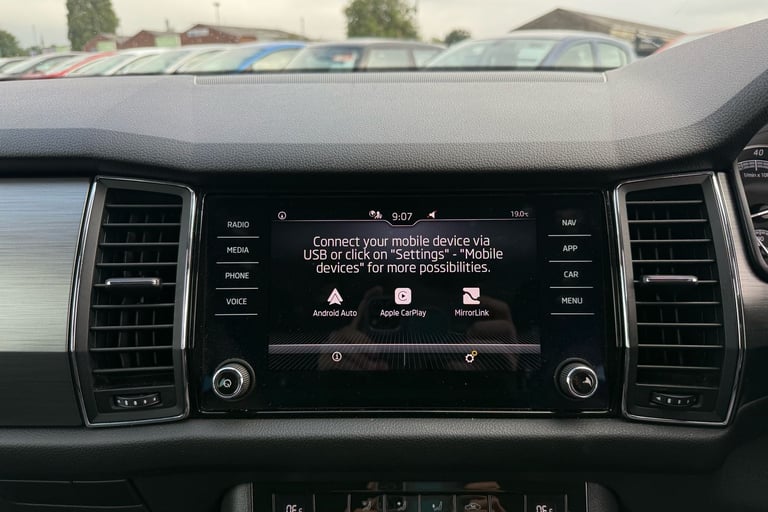 9:07
19.0°C
RADIO
MEDIA
PHONE
VOICE
Connect your mobile device via
USB or click on "Settings" - "Mobile
devices" for more possibilities.
Android Auto
Apple CarPlay
MirrorLink
NAV
APP
CAR
MENU
40